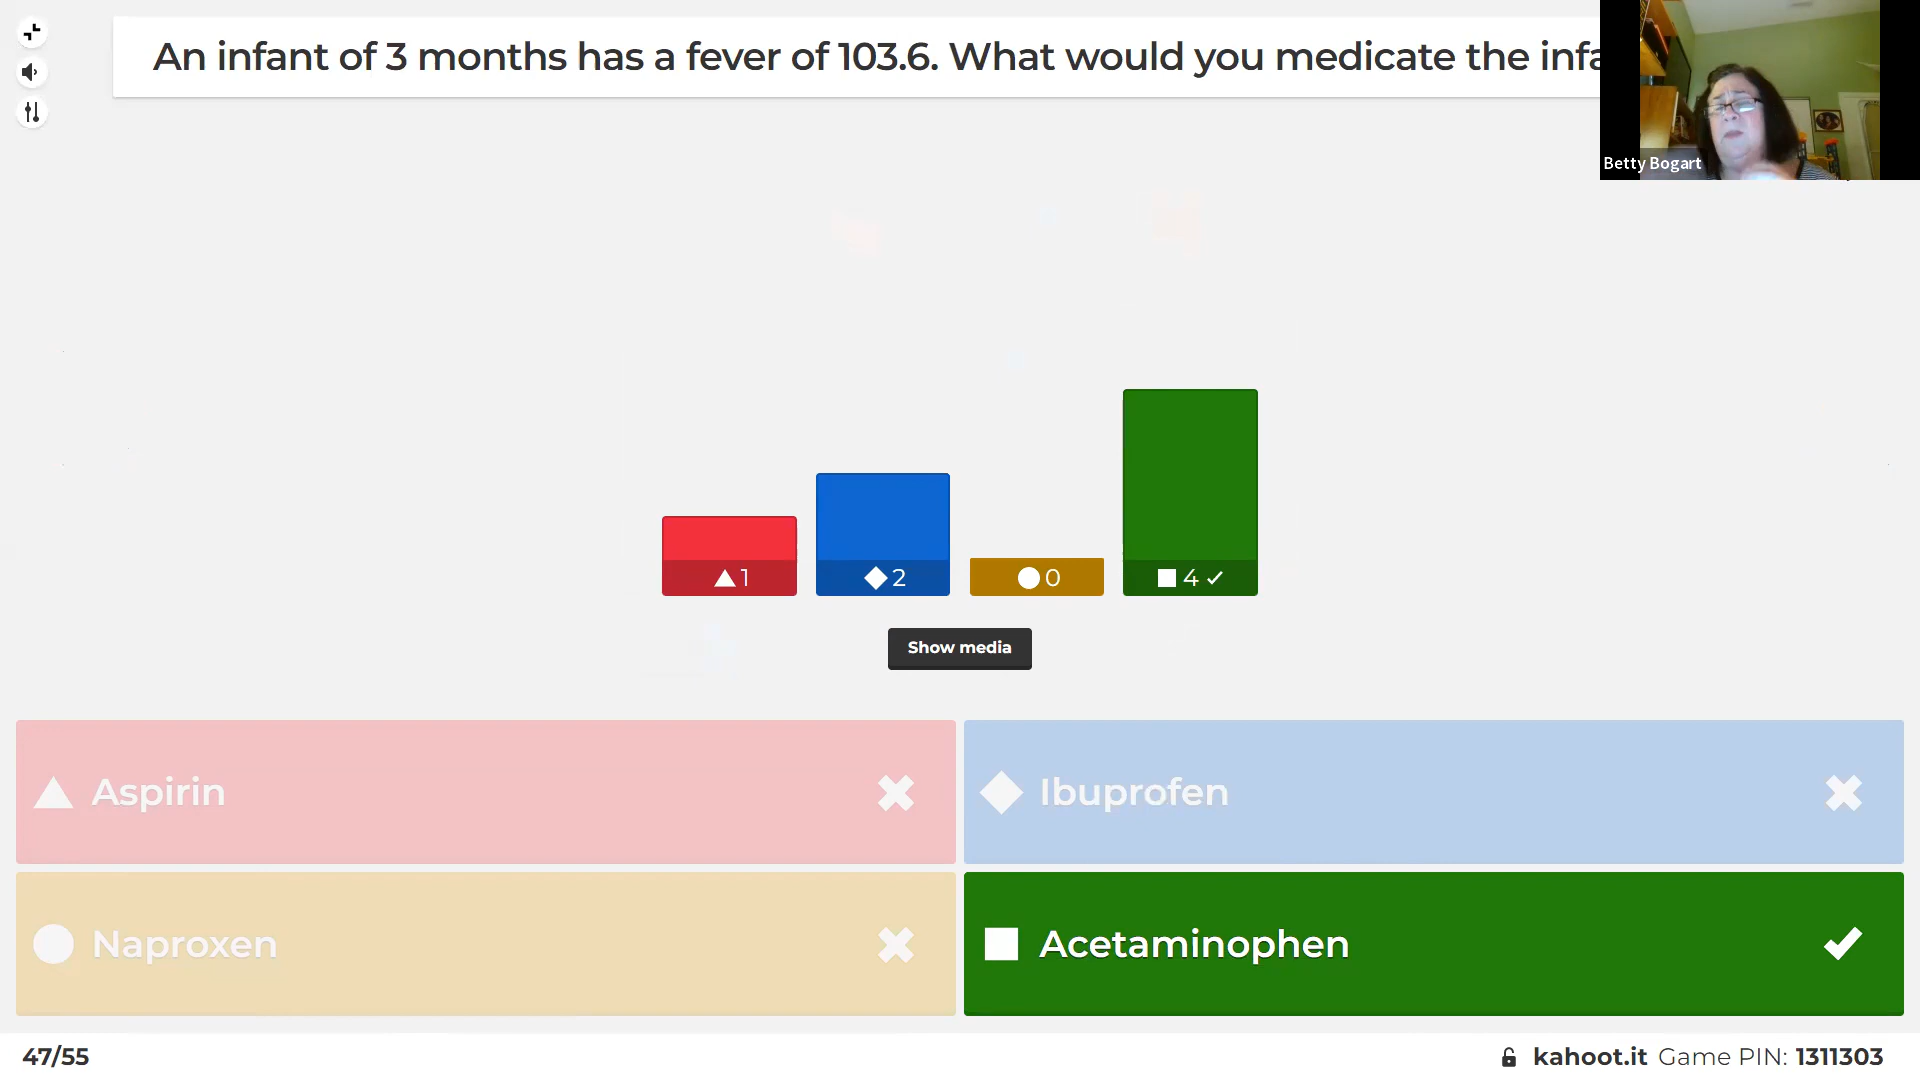 An infant of 3 months has a fever of 103.6. What would you medicate the infa
Betty Bogart
1
2
0
4
Show media
Aspirin
Ibuprofen
Naproxen
Acetaminophen
47/55
kahoot.it Game PIN: 1311303